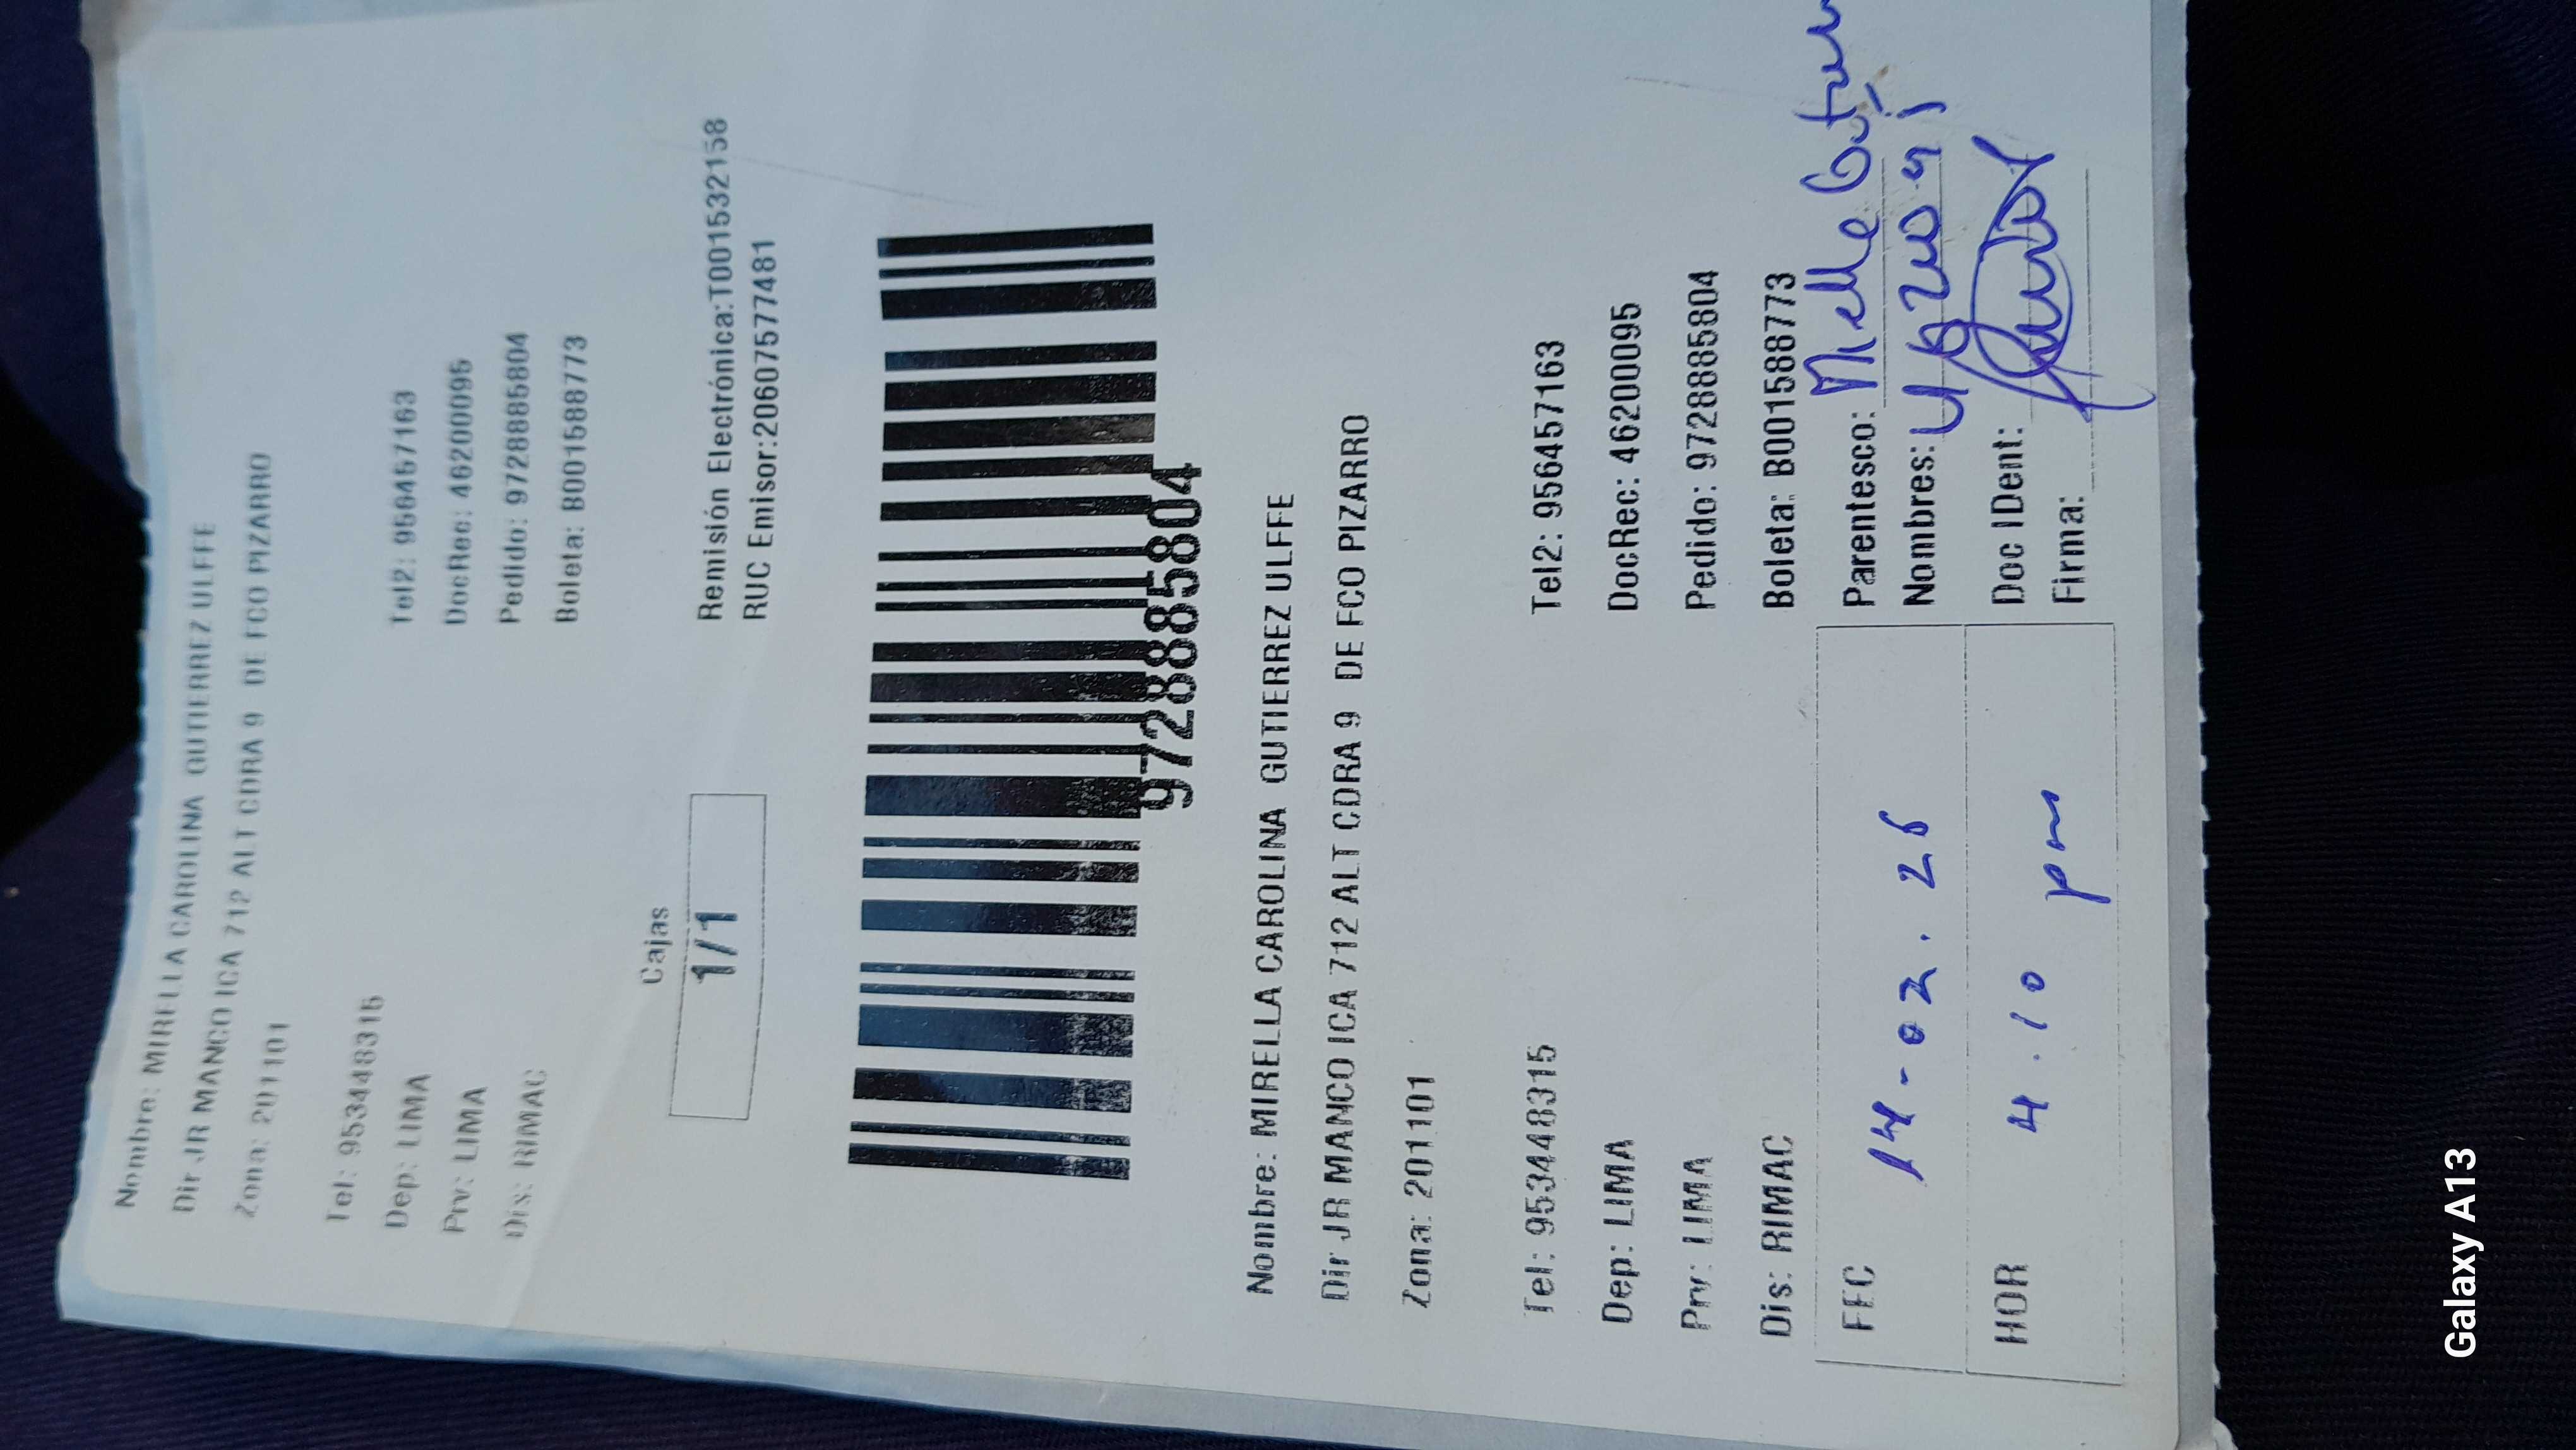 Nombre: MIRELLA CAROLINA GUTIERREZ ULFFE
Dir JR MANCO ICA 712 ALT CDRA 9 DE FCO PIZARRO
Zona: 201101
Tel: 953448315 Tel2: 956457163
Dep: LIMA DocRec: 46200095
Prv: LIMA Pedido: 9728885804
Dis: RIMAC Boleta: B001588773
Cajas
1/1
Remisión Electrónica:T001532158
RUC Emisor:20607577481
9728885804
Nombre: MIRELLA CAROLINA GUTIERREZ ULFFE
Dir JR MANCO ICA 712 ALT CDRA 9 DE FCO PIZARRO
Zona: 201101
Tel: 953448315 Tel2: 956457163
Dep: LIMA DocRec: 46200095
Prv: LIMA Pedido: 9728885804
Dis: RIMAC Boleta: B001588773
FEC 14-02.26 Parentesco:
Nombres:
HOR 4.10 pm Doc IDent:
Firma:
Galaxy A13